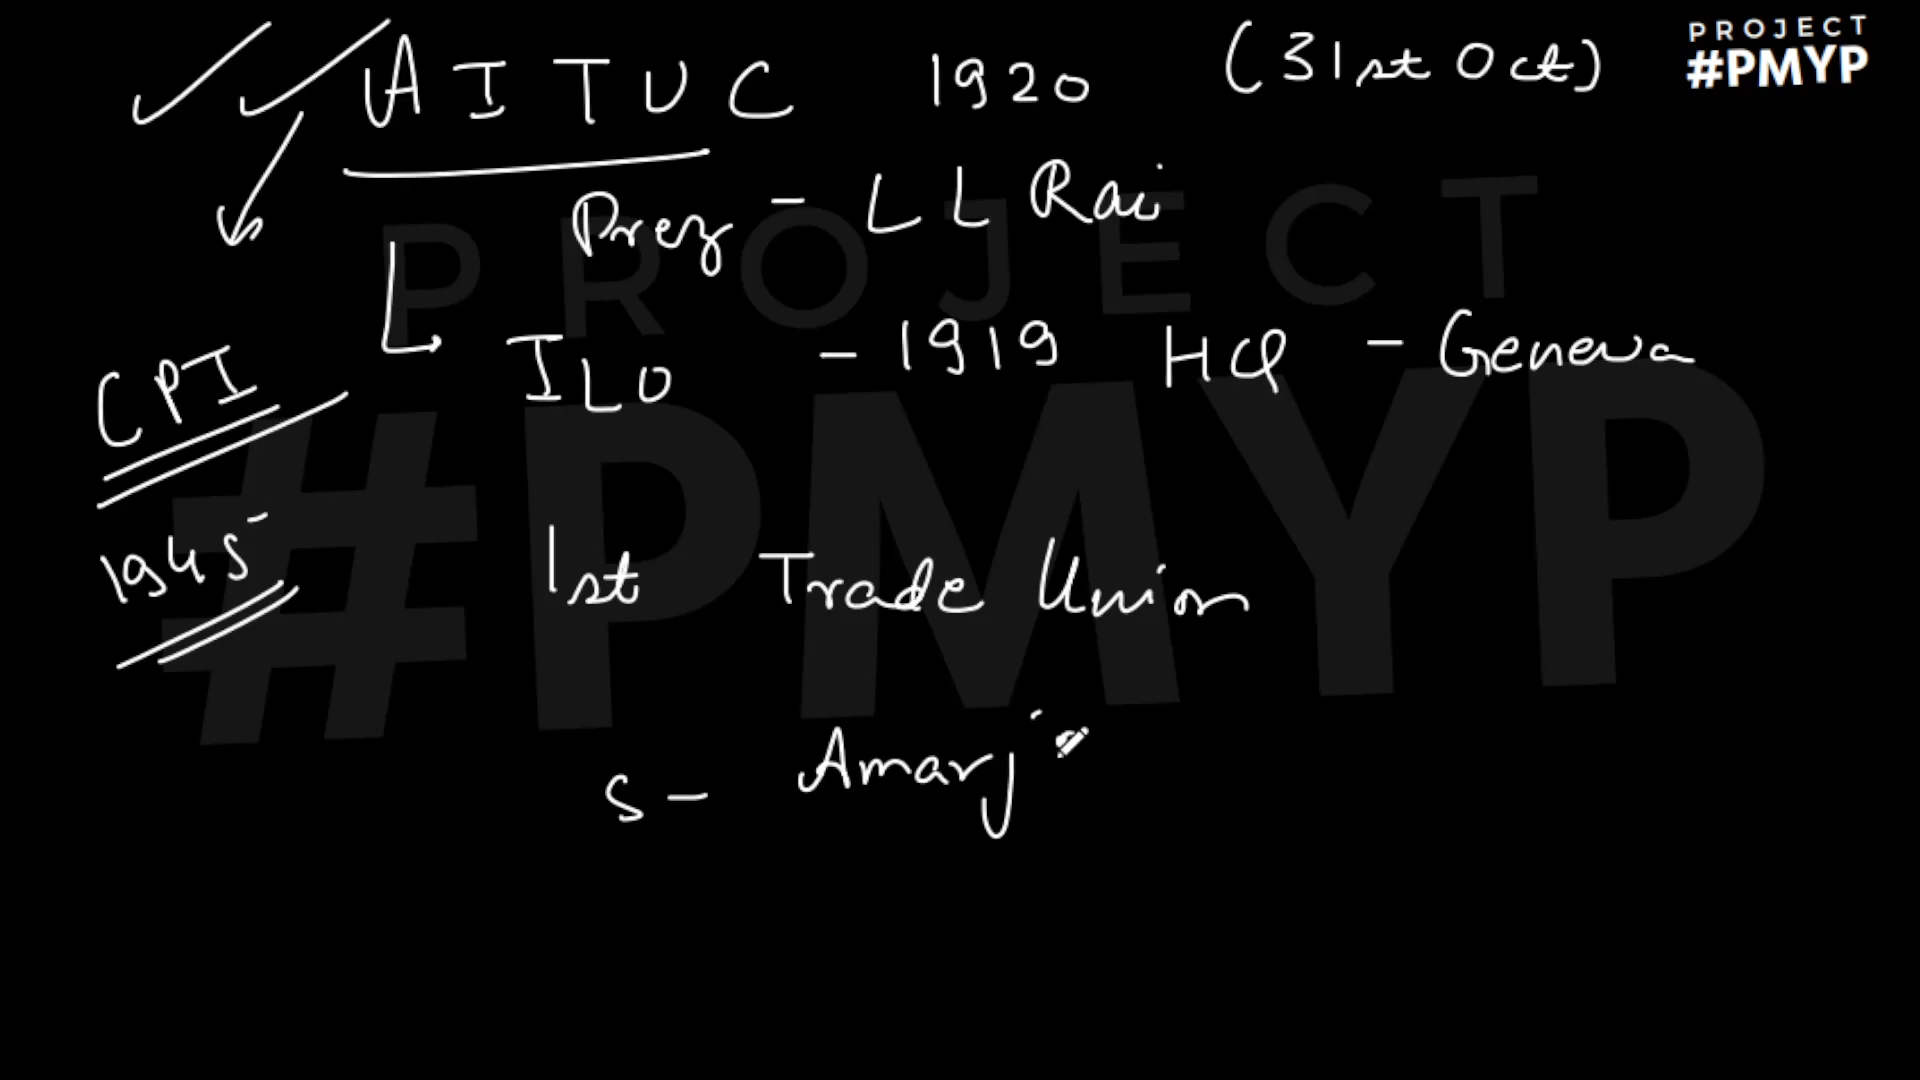 AITUC 1920 (31st Oct)
PROJECT
#PMYP
Prez - L L Rai
PROJECT
ILO - 1919 HQ - Geneva
CPI
#PMYP
1945
1st Trade Union
S - Amarj